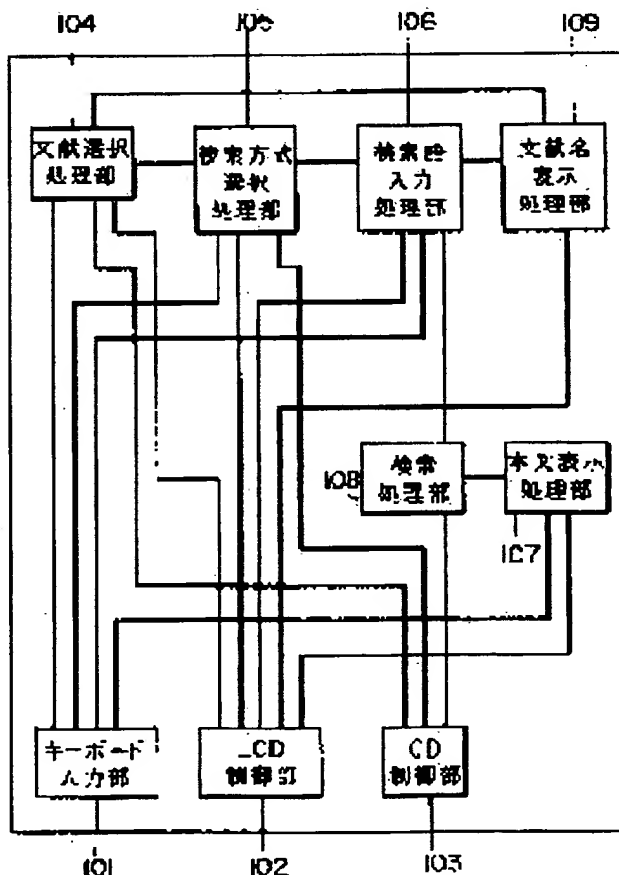 104
105
106
109
文献選択
処理部
検索方式
選択
処理部
検索語
入力
処理部
文献名
表示
処理部
108
検索
処理部
本文表示
処理部
107
キーボード
入力部
LCD
制御部
CD
制御部
101
102
103